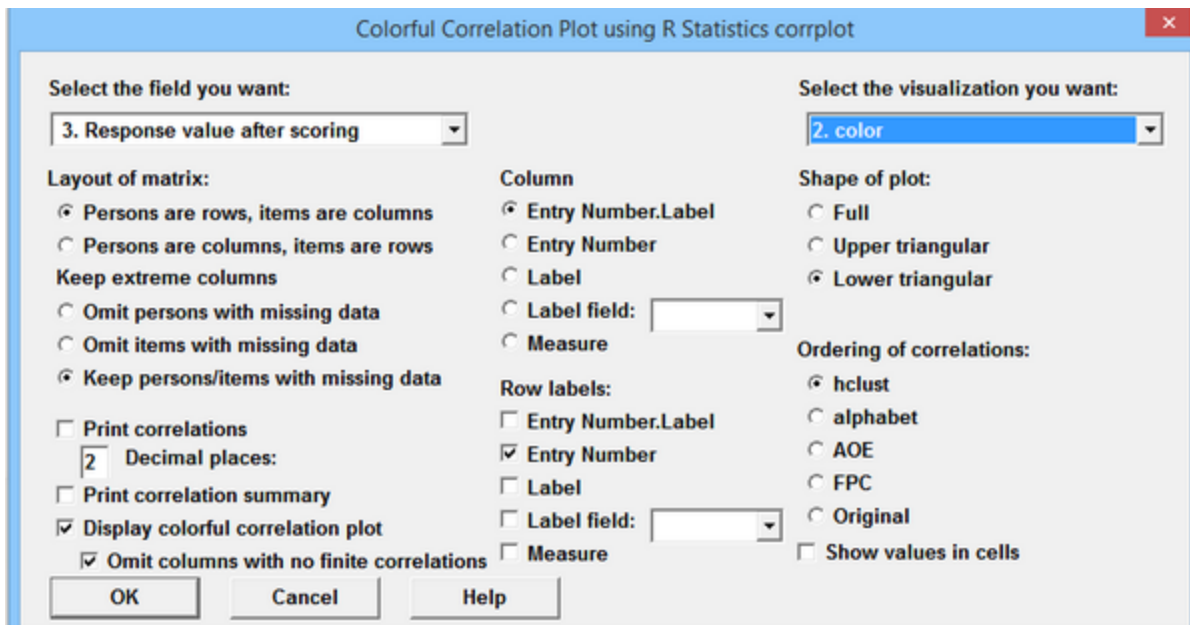 Colorful Correlation Plot using R Statistics corrplot
Select the field you want:
3. Response value after scoring
Layout of matrix:
Persons are rows, items are columns
Persons are columns, items are rows
Keep extreme columns
Omit persons with missing data
Omit items with missing data
Keep persons/items with missing data
Print correlations
2 Decimal places:
Print correlation summary
Display colorful correlation plot
Omit columns with no finite correlations
Column
Entry Number.Label
Entry Number
Label
Label field:
Measure
Row labels:
Entry Number.Label
Entry Number
Label
Label field:
Measure
Select the visualization you want:
2. color
Shape of plot:
Full
Upper triangular
Lower triangular
Ordering of correlations:
hclust
alphabet
AOE
FPC
Original
Show values in cells
OK Cancel Help